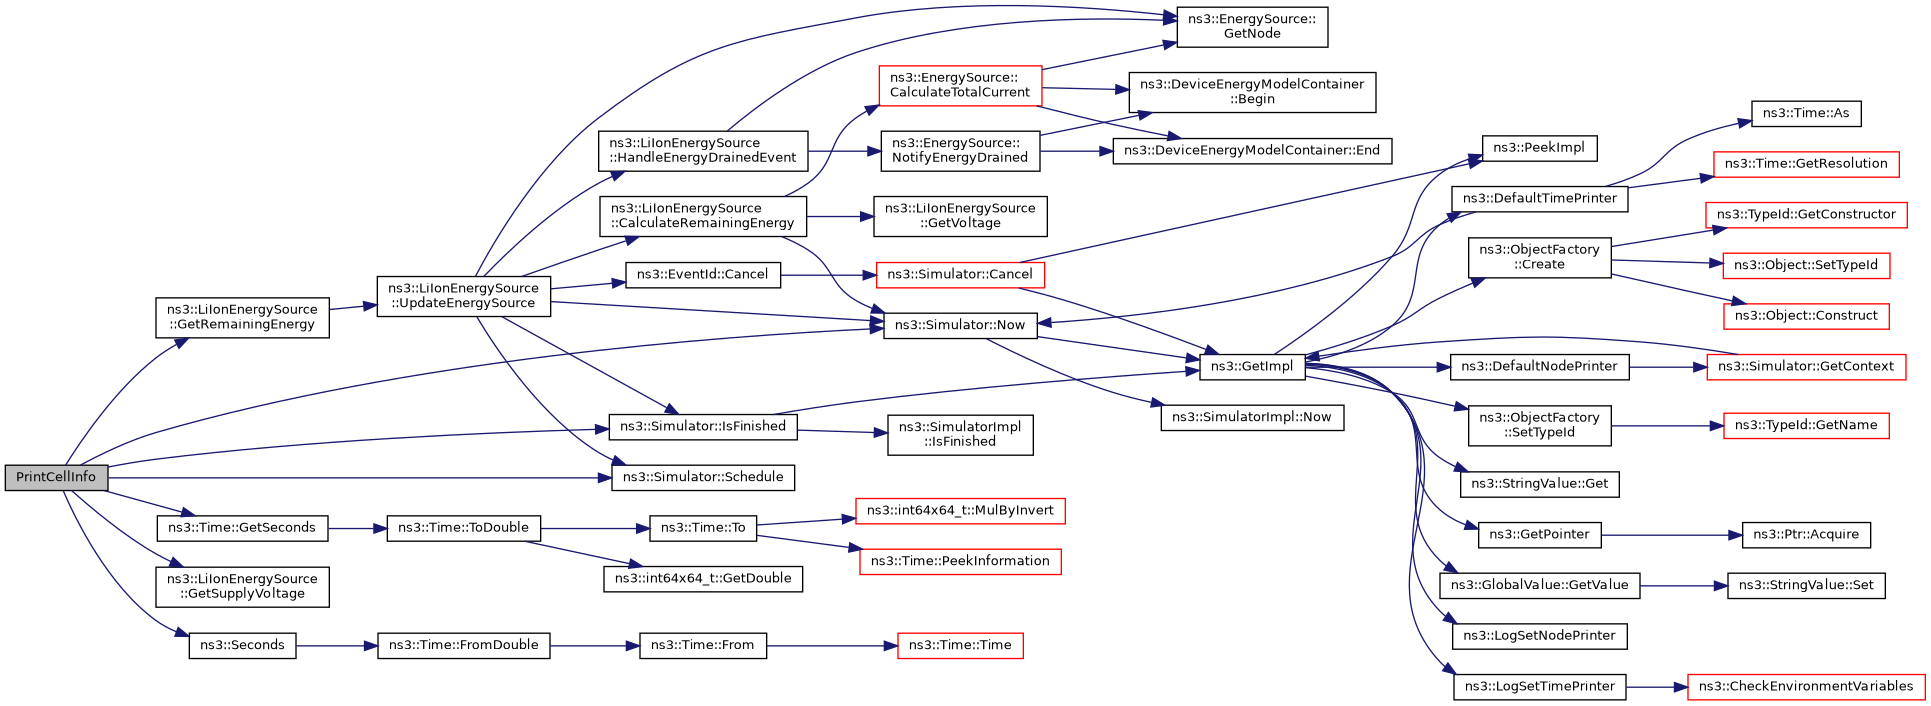 PrintCellInfo
ns3::LiIonEnergySource
::GetRemainingEnergy
ns3::Time::GetSeconds
ns3::LiIonEnergySource
::GetSupplyVoltage
ns3::Seconds
ns3::LiIonEnergySource
::UpdateEnergySource
ns3::Time::ToDouble
ns3::Time::FromDouble
ns3::LiIonEnergySource
::HandleEnergyDrainedEvent
ns3::LiIonEnergySource
::CalculateRemainingEnergy
ns3::EventId::Cancel
ns3::Simulator::IsFinished
ns3::Simulator::Schedule
ns3::Time::To
ns3::int64x64_t::GetDouble
ns3::Time::From
ns3::EnergySource::
CalculateTotalCurrent
ns3::EnergySource::
NotifyEnergyDrained
ns3::LiIonEnergySource
::GetVoltage
ns3::Simulator::Cancel
ns3::Simulator::Now
ns3::SimulatorImpl
::IsFinished
ns3::int64x64_t::MulByInvert
ns3::Time::PeekInformation
ns3::Time::Time
ns3::EnergySource::
GetNode
ns3::DeviceEnergyModelContainer
::Begin
ns3::DeviceEnergyModelContainer::End
ns3::GetImpl
ns3::SimulatorImpl::Now
ns3::PeekImpl
ns3::DefaultTimePrinter
ns3::ObjectFactory
::Create
ns3::DefaultNodePrinter
ns3::ObjectFactory
::SetTypeId
ns3::StringValue::Get
ns3::GetPointer
ns3::GlobalValue::GetValue
ns3::LogSetNodePrinter
ns3::LogSetTimePrinter
ns3::Time::As
ns3::Time::GetResolution
ns3::TypeId::GetConstructor
ns3::Object::SetTypeId
ns3::Object::Construct
ns3::Simulator::GetContext
ns3::TypeId::GetName
ns3::Ptr::Acquire
ns3::StringValue::Set
ns3::CheckEnvironmentVariables